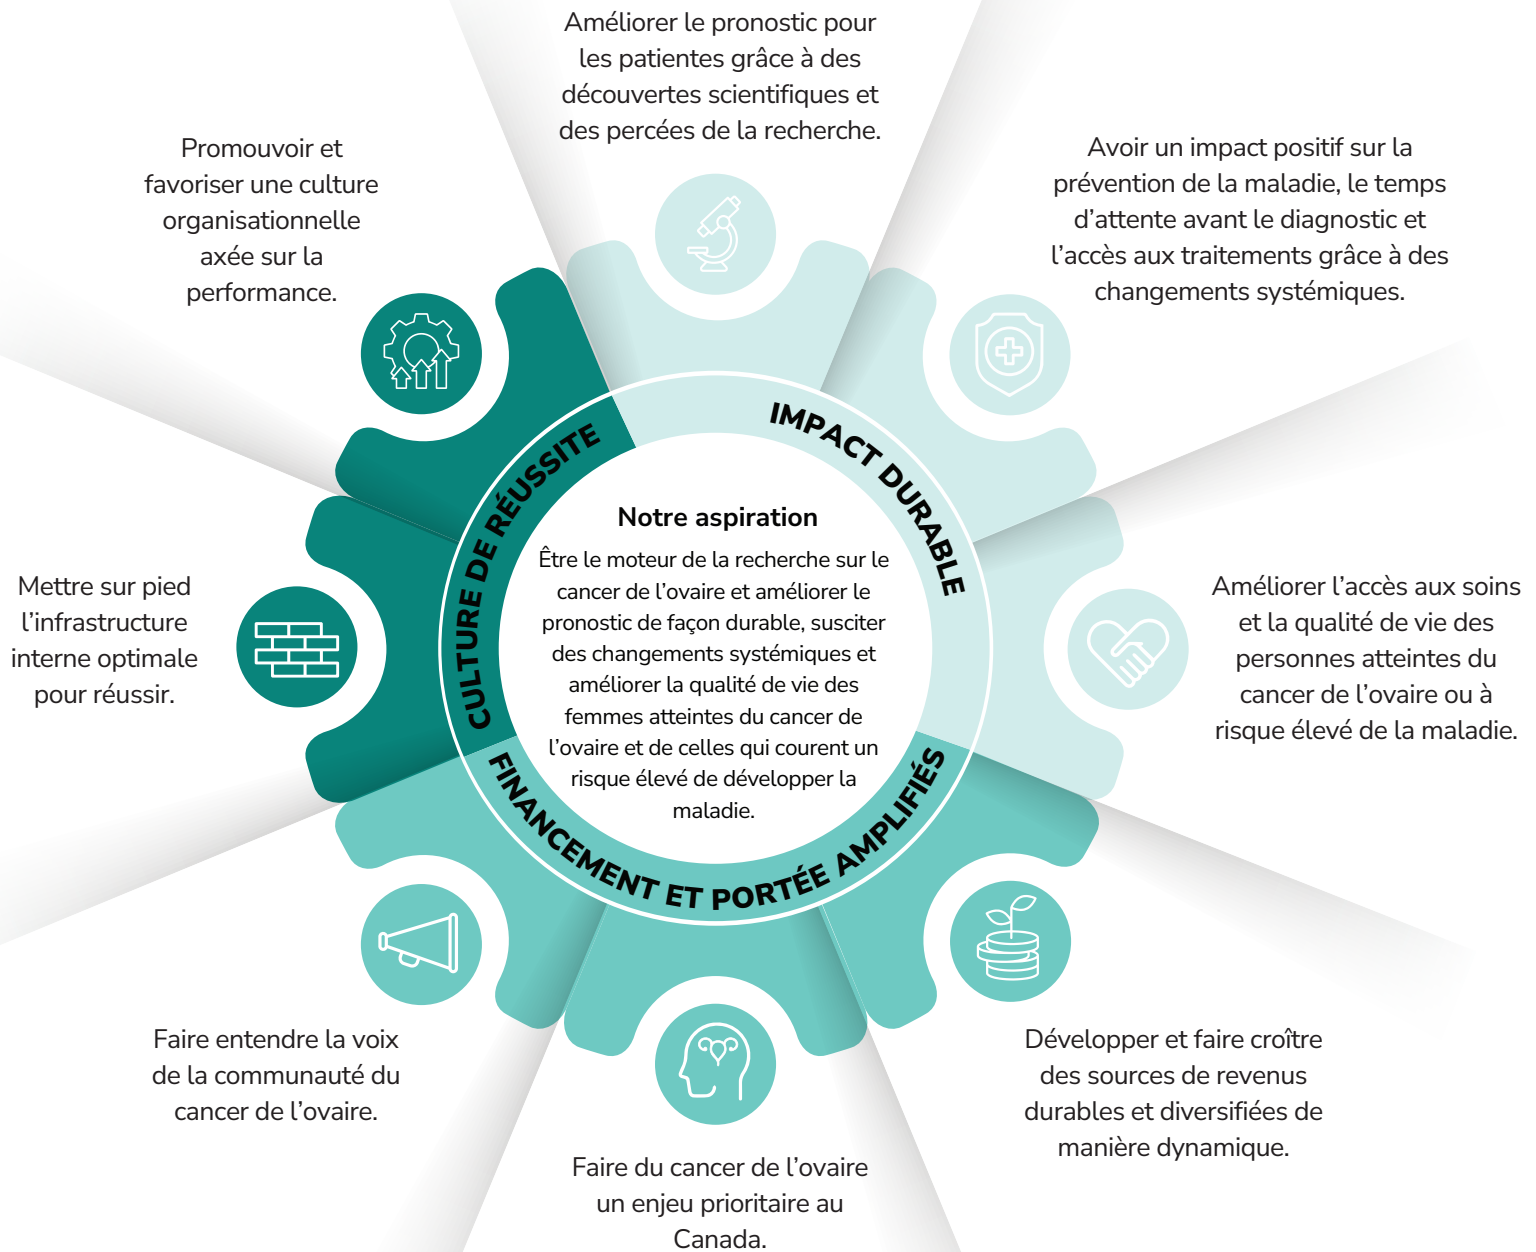 Améliorer le pronostic pour
les patientes grâce à des
découvertes scientifiques et
des percées de la recherche.
Avoir un impact positif sur la
prévention de la maladie, le temps
d’attente avant le diagnostic et
l’accès aux traitements grâce à des
changements systémiques.
Améliorer l’accès aux soins
et la qualité de vie des
personnes atteintes du
cancer de l’ovaire ou à
risque élevé de la maladie.
Développer et faire croître
des sources de revenus
durables et diversifiées de
manière dynamique.
Faire du cancer de l’ovaire
un enjeu prioritaire au
Canada.
Faire entendre la voix
de la communauté du
cancer de l’ovaire.
Mettre sur pied
l’infrastructure
interne optimale
pour réussir.
Promouvoir et
favoriser une culture
organisationnelle
axée sur la
performance.
IMPACT DURABLE
FINANCEMENT ET PORTÉE AMPLIFIÉS
CULTURE DE RÉUSSITE
Notre aspiration
Être le moteur de la recherche sur le
cancer de l’ovaire et améliorer le
pronostic de façon durable, susciter
des changements systémiques et
améliorer la qualité de vie des
femmes atteintes du cancer de
l’ovaire et de celles qui courent un
risque élevé de développer la
maladie.